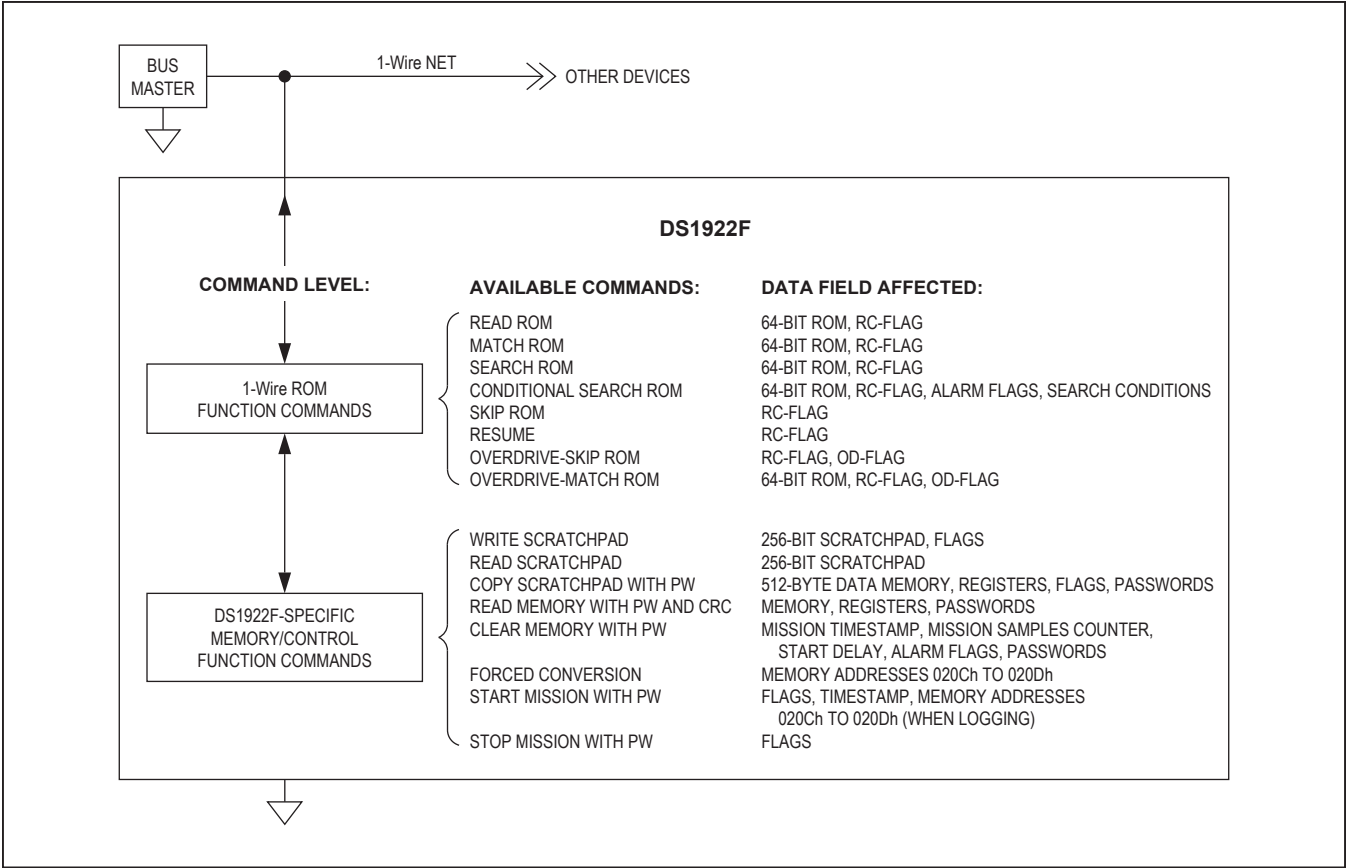 BUS
MASTER
1-Wire NET
OTHER DEVICES
DS1922F
COMMAND LEVEL: AVAILABLE COMMANDS: DATA FIELD AFFECTED:
1-Wire ROM
FUNCTION COMMANDS
READ ROM 64-BIT ROM, RC-FLAG
MATCH ROM 64-BIT ROM, RC-FLAG
SEARCH ROM 64-BIT ROM, RC-FLAG
CONDITIONAL SEARCH ROM 64-BIT ROM, RC-FLAG, ALARM FLAGS, SEARCH CONDITIONS
SKIP ROM RC-FLAG
RESUME RC-FLAG
OVERDRIVE-SKIP ROM RC-FLAG, OD-FLAG
OVERDRIVE-MATCH ROM 64-BIT ROM, RC-FLAG, OD-FLAG
DS1922F-SPECIFIC
MEMORY/CONTROL
FUNCTION COMMANDS
WRITE SCRATCHPAD 256-BIT SCRATCHPAD, FLAGS
READ SCRATCHPAD 256-BIT SCRATCHPAD
COPY SCRATCHPAD WITH PW 512-BYTE DATA MEMORY, REGISTERS, FLAGS, PASSWORDS
READ MEMORY WITH PW AND CRC MEMORY, REGISTERS, PASSWORDS
CLEAR MEMORY WITH PW MISSION TIMESTAMP, MISSION SAMPLES COUNTER,
START DELAY, ALARM FLAGS, PASSWORDS
FORCED CONVERSION MEMORY ADDRESSES 020Ch TO 020Dh
START MISSION WITH PW FLAGS, TIMESTAMP, MEMORY ADDRESSES
020Ch TO 020Dh (WHEN LOGGING)
STOP MISSION WITH PW FLAGS